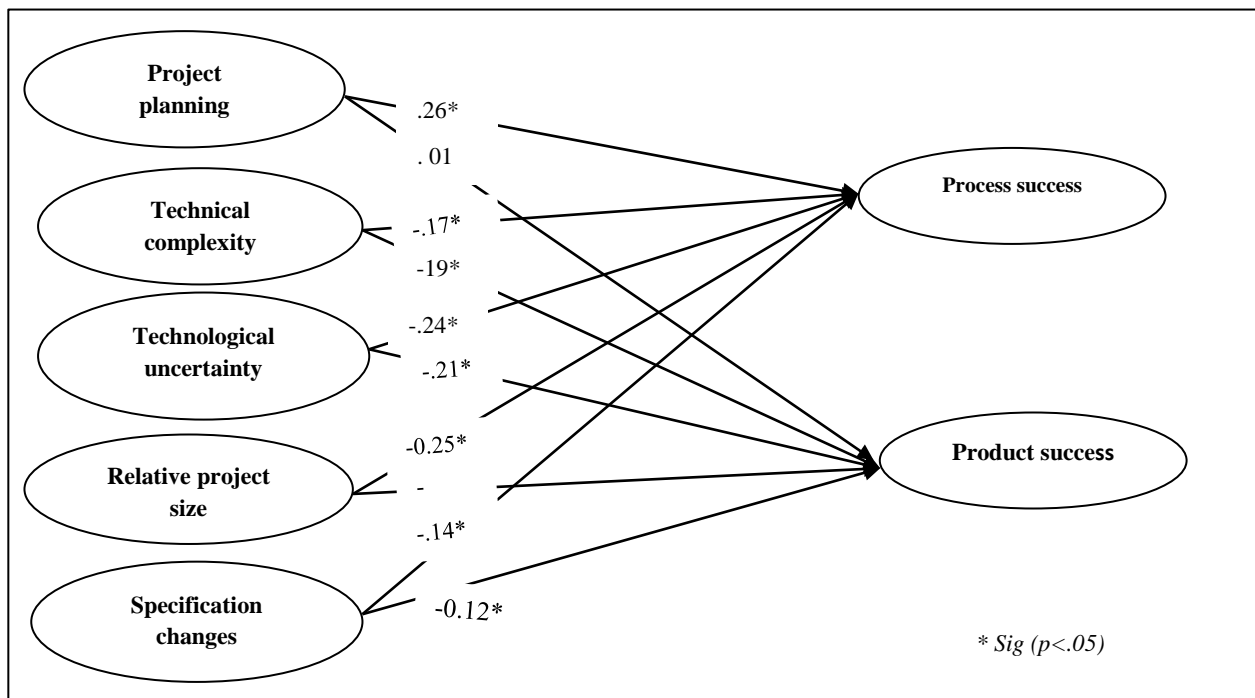 Project
planning
.26*
. 01
Process success
Technical
complexity
-.17*
-19*
Technological
uncertainty
-.24*
-.21*
Relative project
size
-0.25*
-
-.14*
Product success
Specification
changes
-0.12*
* Sig (p<.05)